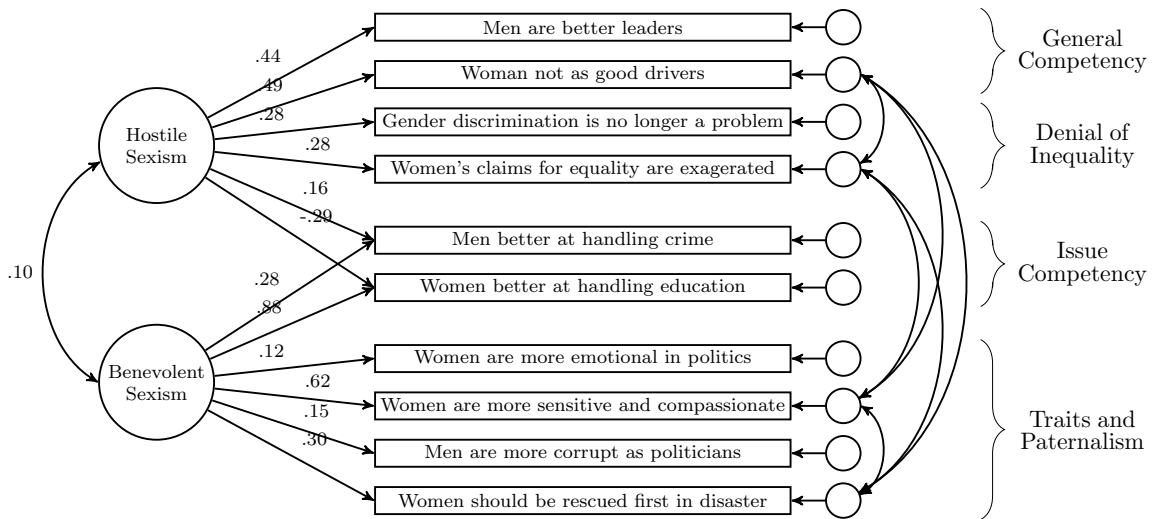 Men are better leaders
Woman not as good drivers
Gender discrimination is no longer a problem
Women's claims for equality are exagerated
Men better at handling crime
Women better at handling education
Women are more emotional in politics
Women are more sensitive and compassionate
Men are more corrupt as politicians
Women should be rescued first in disaster
Hostile
Sexism
Benevolent
Sexism
.10
.44
.49
.28
.28
.16
-.29
.28
.88
.12
.62
.15
.30
General
Competency
Denial of
Inequality
Issue
Competency
Traits and
Paternalism